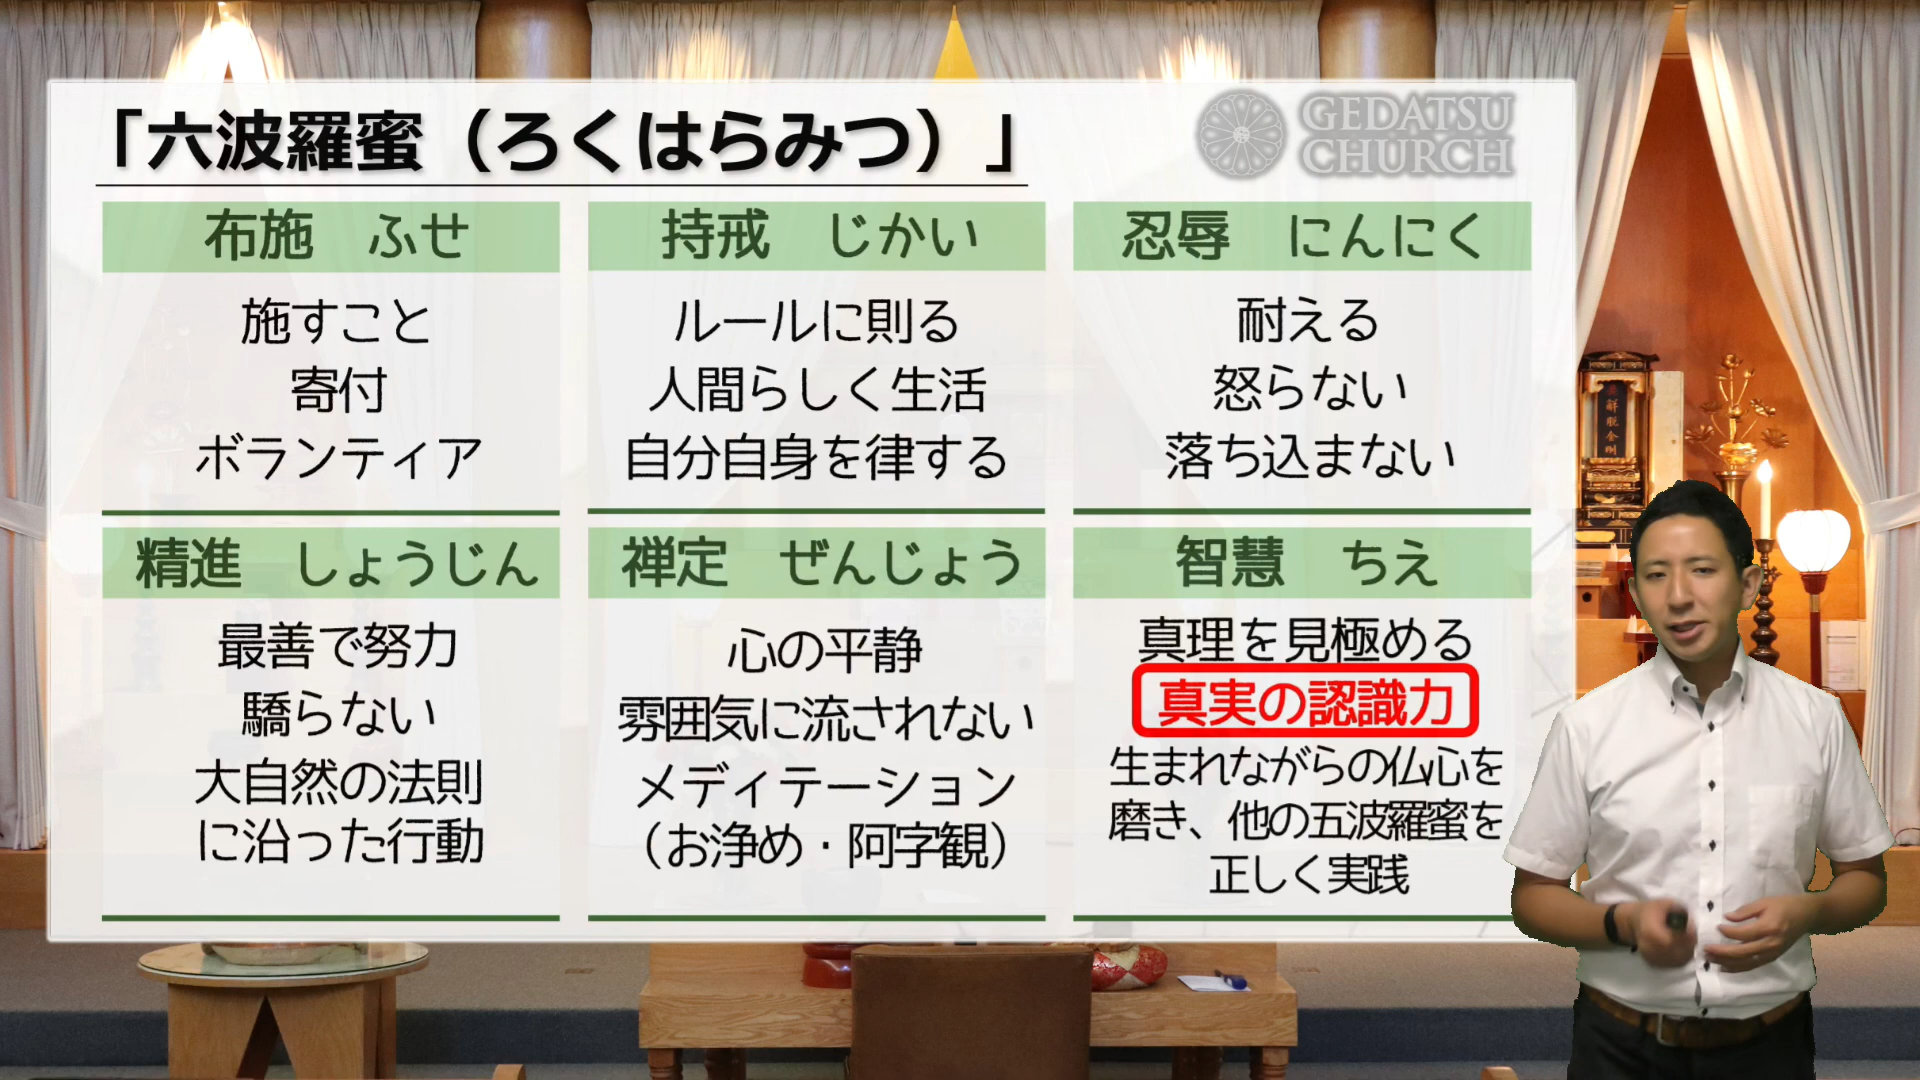 「六波羅蜜（ろくはらみつ）」
GEDATSU
CHURCH
布施　ふせ
施すこと
寄付
ボランティア
持戒　じかい
ルールに則る
人間らしく生活
自分自身を律する
忍辱　にんにく
耐える
怒らない
落ち込まない
精進　しょうじん
最善で努力
驕らない
大自然の法則
に沿った行動
禅定　ぜんじょう
心の平静
雰囲気に流されない
メディテーション
（お浄め・阿字観）
智慧　ちえ
真理を見極める
真実の認識力
生まれながらの仏心を
磨き、他の五波羅蜜を
正しく実践
解脱金剛